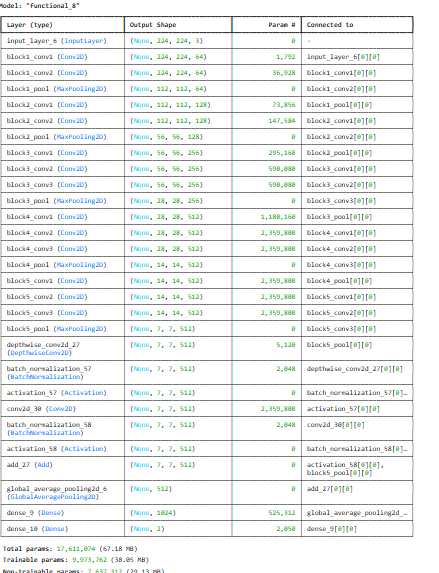 Model: "functional_8"
Layer (type) Output Shape Param # Connected to
input_layer_6 (InputLayer) (None, 224, 224, 3) 0 -
block1_conv1 (Conv2D) (None, 224, 224, 64) 1,792 input_layer_6[0][0]
block1_conv2 (Conv2D) (None, 224, 224, 64) 36,928 block1_conv1[0][0]
block1_pool (MaxPooling2D) (None, 112, 112, 64) 0 block1_conv2[0][0]
block2_conv1 (Conv2D) (None, 112, 112, 128) 73,856 block1_pool[0][0]
block2_conv2 (Conv2D) (None, 112, 112, 128) 147,584 block2_conv1[0][0]
block2_pool (MaxPooling2D) (None, 56, 56, 128) 0 block2_conv2[0][0]
block3_conv1 (Conv2D) (None, 56, 56, 256) 295,168 block2_pool[0][0]
block3_conv2 (Conv2D) (None, 56, 56, 256) 590,080 block3_conv1[0][0]
block3_conv3 (Conv2D) (None, 56, 56, 256) 590,080 block3_conv2[0][0]
block3_pool (MaxPooling2D) (None, 28, 28, 256) 0 block3_conv3[0][0]
block4_conv1 (Conv2D) (None, 28, 28, 512) 1,180,160 block3_pool[0][0]
block4_conv2 (Conv2D) (None, 28, 28, 512) 2,359,808 block4_conv1[0][0]
block4_conv3 (Conv2D) (None, 28, 28, 512) 2,359,808 block4_conv2[0][0]
block4_pool (MaxPooling2D) (None, 14, 14, 512) 0 block4_conv3[0][0]
block5_conv1 (Conv2D) (None, 14, 14, 512) 2,359,808 block4_pool[0][0]
block5_conv2 (Conv2D) (None, 14, 14, 512) 2,359,808 block5_conv1[0][0]
block5_conv3 (Conv2D) (None, 14, 14, 512) 2,359,808 block5_conv2[0][0]
block5_pool (MaxPooling2D) (None, 7, 7, 512) 0 block5_conv3[0][0]
depthwise_conv2d_27 (None, 7, 7, 512) 5,120 block5_pool[0][0]
(DepthwiseConv2D)
batch_normalization_57 (None, 7, 7, 512) 2,048 depthwise_conv2d_27[0][0]
(BatchNormalization)
activation_57 (Activation) (None, 7, 7, 512) 0 batch_normalization_57[0]…
conv2d_30 (Conv2D) (None, 7, 7, 512) 2,359,808 activation_57[0][0]
batch_normalization_58 (None, 7, 7, 512) 2,048 conv2d_30[0][0]
(BatchNormalization)
activation_58 (Activation) (None, 7, 7, 512) 0 batch_normalization_58[0]…
add_27 (Add) (None, 7, 7, 512) 0 activation_58[0][0],
block5_pool[0][0]
global_average_pooling2d_6 (None, 512) 0 add_27[0][0]
(GlobalAveragePooling2D)
dense_9 (Dense) (None, 1024) 525,312 global_average_pooling2d_…
dense_10 (Dense) (None, 2) 2,050 dense_9[0][0]
Total params: 17,611,074 (67.18 MB)
Trainable params: 9,973,762 (38.05 MB)
Non-trainable params: 7,637,312 (29.13 MB)